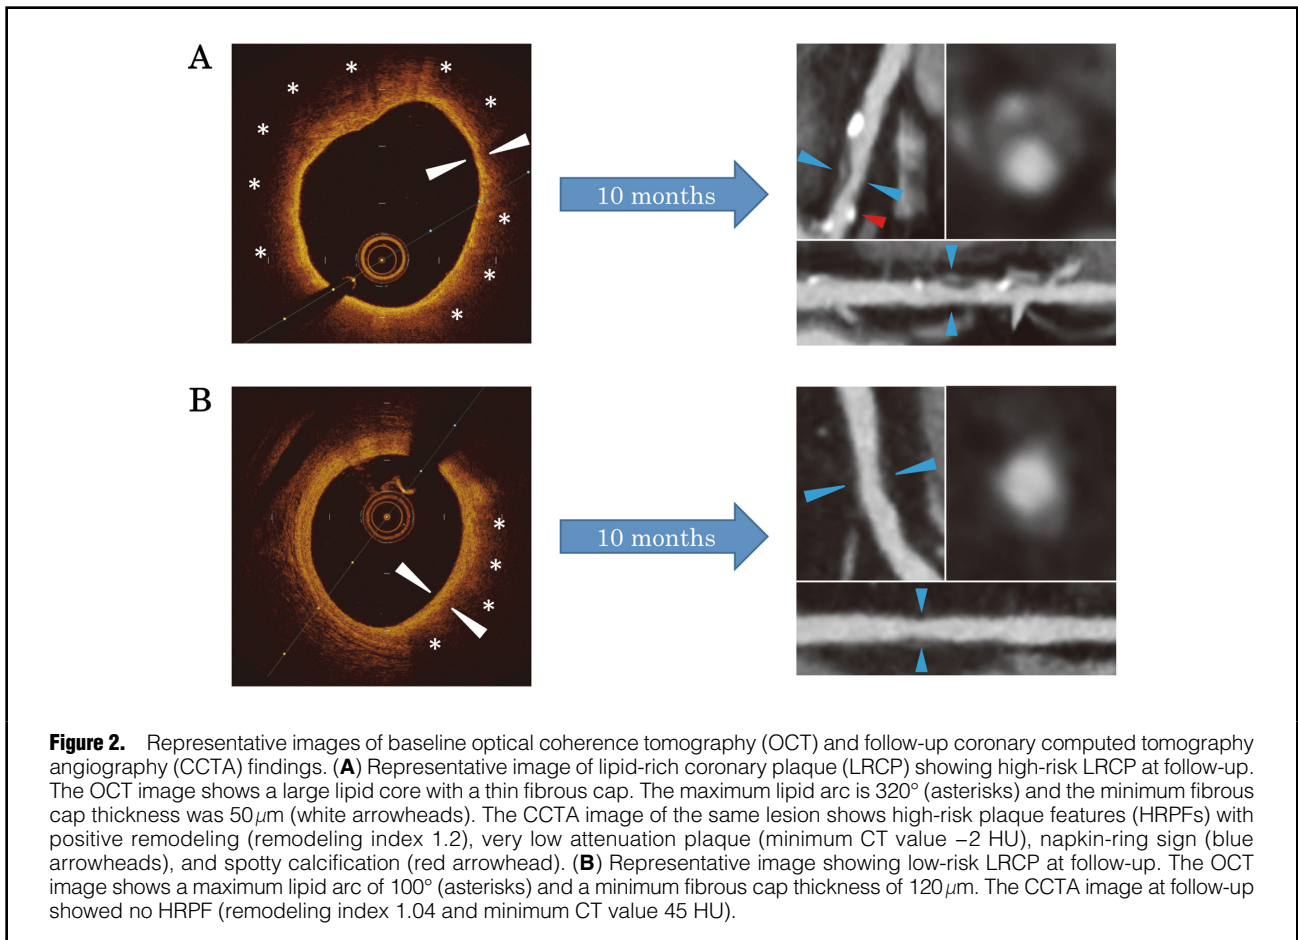 A
10 months
B
10 months
Figure 2. Representative images of baseline optical coherence tomography (OCT) and follow-up coronary computed tomography
angiography (CCTA) findings. (A) Representative image of lipid-rich coronary plaque (LRCP) showing high-risk LRCP at follow-up.
The OCT image shows a large lipid core with a thin fibrous cap. The maximum lipid arc is 320° (asterisks) and the minimum fibrous
cap thickness was 50 μm (white arrowheads). The CCTA image of the same lesion shows high-risk plaque features (HRPFs) with
positive remodeling (remodeling index 1.2), very low attenuation plaque (minimum CT value −2 HU), napkin-ring sign (blue
arrowheads), and spotty calcification (red arrowhead). (B) Representative image showing low-risk LRCP at follow-up. The OCT
image shows a maximum lipid arc of 100° (asterisks) and a minimum fibrous cap thickness of 120 μm. The CCTA image at follow-up
showed no HRPF (remodeling index 1.04 and minimum CT value 45 HU).